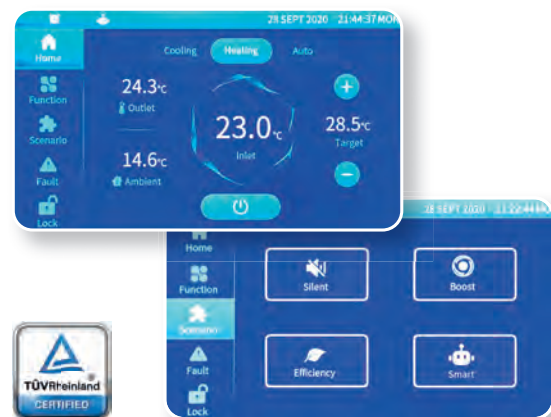 28 SEPT 2020 21:44:37 MON
Home
Cooling Heating Auto
Function
24.3°c
Outlet
Scenario
23.0°c
Inlet
28.5°c
Target
14.6°c
Ambient
Fault
Lock
28 SEPT 2020 11:22:44
Home
Function
Silent
Boost
Scenario
Fault
Efficiency
Smart
Lock
TÜVRheinland
CERTIFIED